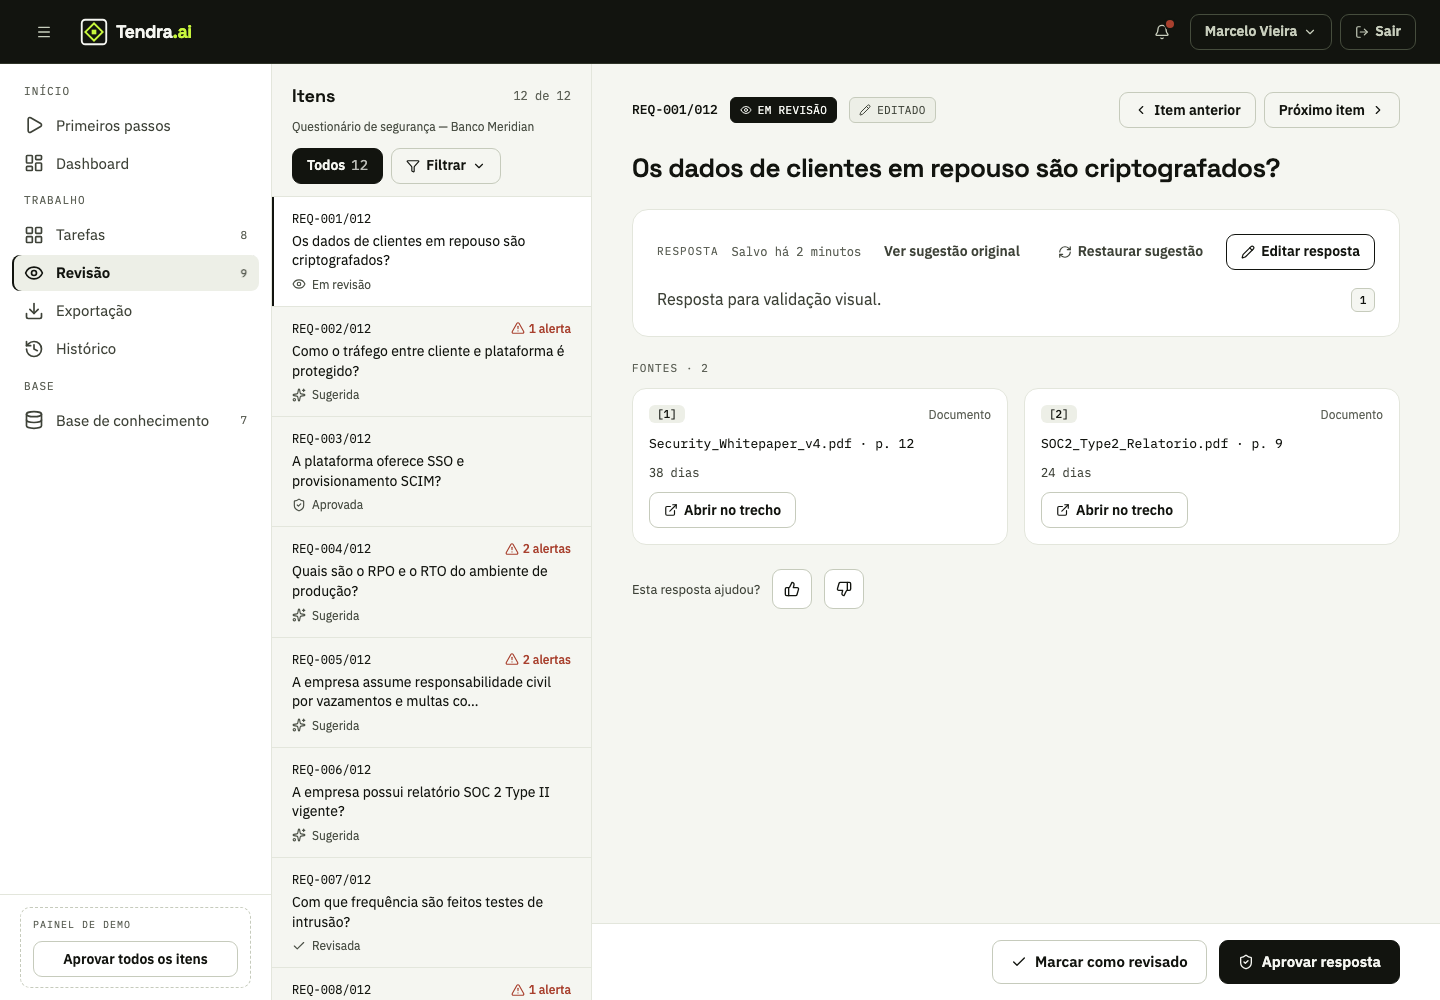 Tendra.ai
Marcelo Vieira
Sair
INÍCIO
Primeiros passos
Dashboard
TRABALHO
Tarefas 8
Revisão 9
Exportação
Histórico
BASE
Base de conhecimento 7
PAINEL DE DEMO
Aprovar todos os itens
Itens 12 de 12
Questionário de segurança — Banco Meridian
Todos 12 Filtrar
REQ-001/012
Os dados de clientes em repouso são
criptografados?
Em revisão
REQ-002/012 1 alerta
Como o tráfego entre cliente e plataforma é
protegido?
Sugerida
REQ-003/012
A plataforma oferece SSO e
provisionamento SCIM?
Aprovada
REQ-004/012 2 alertas
Quais são o RPO e o RTO do ambiente de
produção?
Sugerida
REQ-005/012 2 alertas
A empresa assume responsabilidade civil
por vazamentos e multas co...
Sugerida
REQ-006/012
A empresa possui relatório SOC 2 Type II
vigente?
Sugerida
REQ-007/012
Com que frequência são feitos testes de
intrusão?
Revisada
REQ-008/012 1 alerta
REQ-001/012 EM REVISÃO EDITADO Item anterior Próximo item
Os dados de clientes em repouso são criptografados?
RESPOSTA Salvo há 2 minutos Ver sugestão original Restaurar sugestão Editar resposta
Resposta para validação visual. 1
FONTES · 2
[1] Documento
Security_Whitepaper_v4.pdf · p. 12
38 dias
Abrir no trecho
[2] Documento
SOC2_Type2_Relatorio.pdf · p. 9
24 dias
Abrir no trecho
Esta resposta ajudou?
Marcar como revisado Aprovar resposta